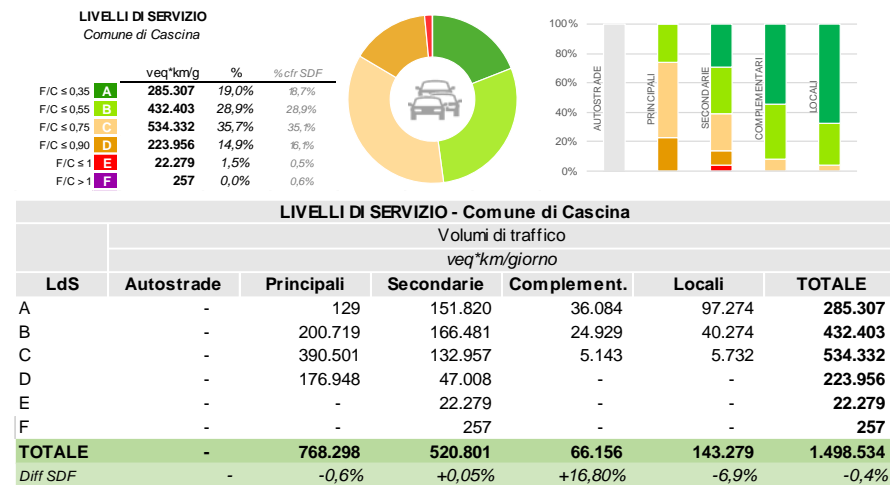 LIVELLI DI SERVIZIO
Comune di Cascina
veq*km/g % % cfr SDF
F/C ≤ 0,35 A 285.307 19,0% 18,7%
F/C ≤ 0,55 B 432.403 28,9% 28,9%
F/C ≤ 0,75 C 534.332 35,7% 35,1%
F/C ≤ 0,90 D 223.956 14,9% 16,1%
F/C ≤ 1 E 22.279 1,5% 0,5%
F/C > 1 F 257 0,0% 0,6%
100%
80%
60%
40%
20%
0%
AUTOSTRADE
PRINCIPALI
SECONDARIE
COMPLEMENTARI
LOCALI
LIVELLI DI SERVIZIO - Comune di Cascina
Volumi di traffico
veq*km/giorno
LdS Autostrade Principali Secondarie Complement. Locali TOTALE
A - 129 151.820 36.084 97.274 285.307
B - 200.719 166.481 24.929 40.274 432.403
C - 390.501 132.957 5.143 5.732 534.332
D - 176.948 47.008 - - 223.956
E - - 22.279 - - 22.279
F - - 257 - - 257
TOTALE - 768.298 520.801 66.156 143.279 1.498.534
Diff SDF - -0,6% +0,05% +16,80% -6,9% -0,4%